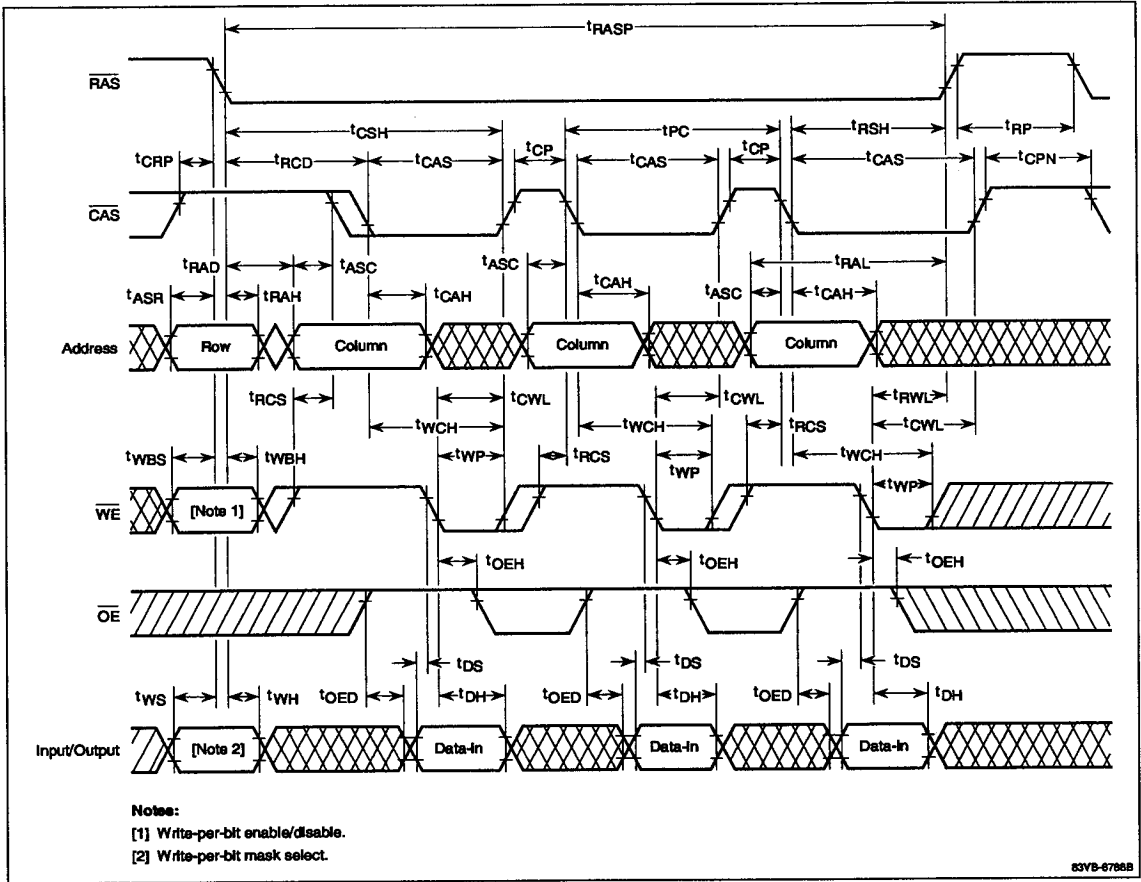 tRASP
RAS
tCSH tPC tRSH tRP
tCRP tRCD tCAS tCP tCAS tCP tCAS tCPN
CAS
tRAD tASC tASC tRAL
tASR tRAH tCAH tCAH tASC tCAH
Address Row Column Column Column
tRCS tCWL tCWL tRWL
tWCH tWCH tRCS tCWL
tWBS tWBH tWP tRCS tWP tWCH
tWP
WE [Note 1]
tOEH tOEH tOEH
OE
tDS tDS tDS
tWS tWH tOED tDH tOED tDH tOED tDH
Input/Output [Note 2] Data-In Data-In Data-In
Notes:
[1] Write-per-bit enable/disable.
[2] Write-per-bit mask select.
83VB-6786B